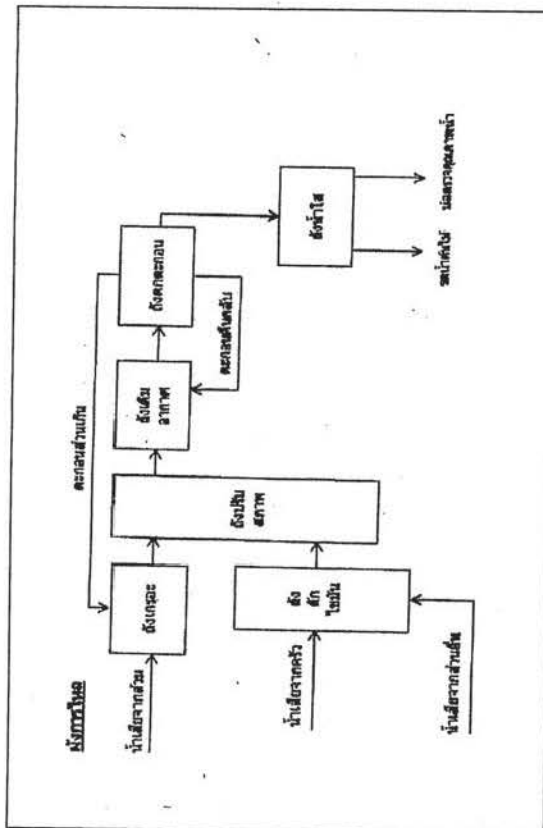 ผังการไหล
น้ำเสียจากส้วม
ถังเกรอะ
ตะกอนส่วนเกิน
น้ำเสียจากครัว
น้ำเสียจากส่วนอื่น
ถัง
ดัก
ไขมัน
ถังปรับ
สภาพ
ถังเติม
อากาศ
ถังตกตะกอน
ตะกอนคืนกลับ
ถังน้ำใส
รดน้ำต้นไม้
บ่อตรวจคุณภาพน้ำ